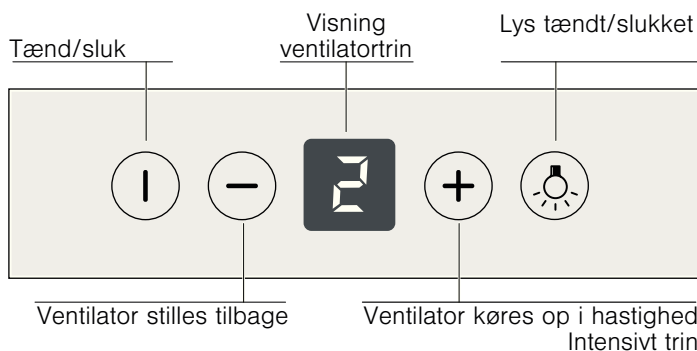 Tænd/sluk
Visning
ventilatortrin
Lys tændt/slukket
2
Ventilator stilles tilbage
Ventilator køres op i hastighed
Intensivt trin